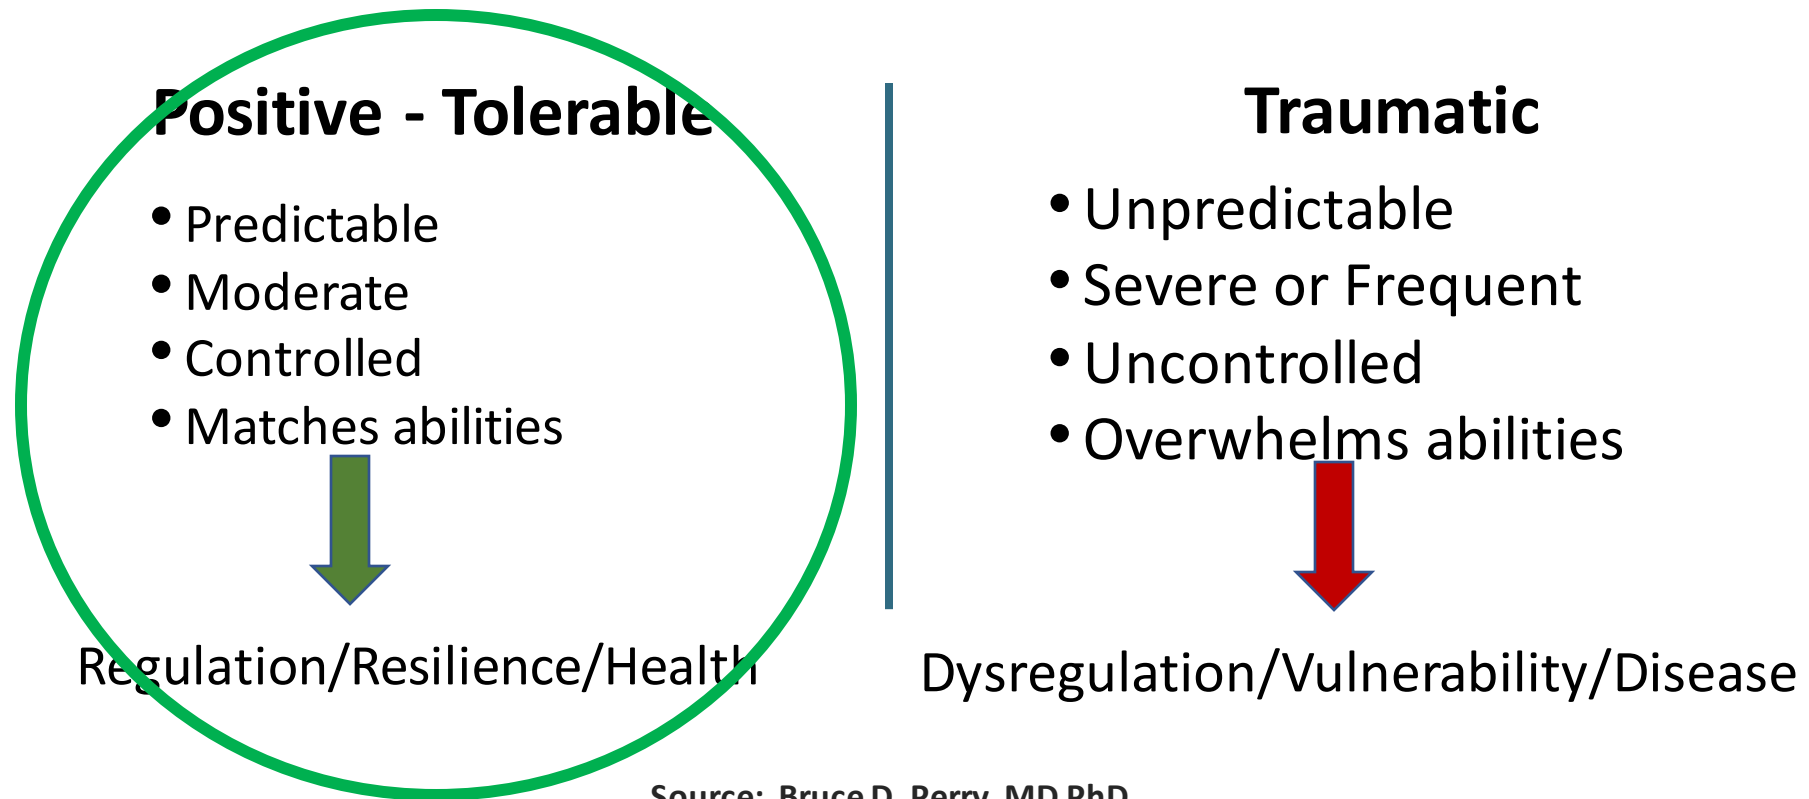 Positive - Tolerable
• Predictable
• Moderate
• Controlled
• Matches abilities
Regulation/Resilience/Health
Traumatic
• Unpredictable
• Severe or Frequent
• Uncontrolled
• Overwhelms abilities
Dysregulation/Vulnerability/Disease
Source: Bruce D. Perry, MD PhD